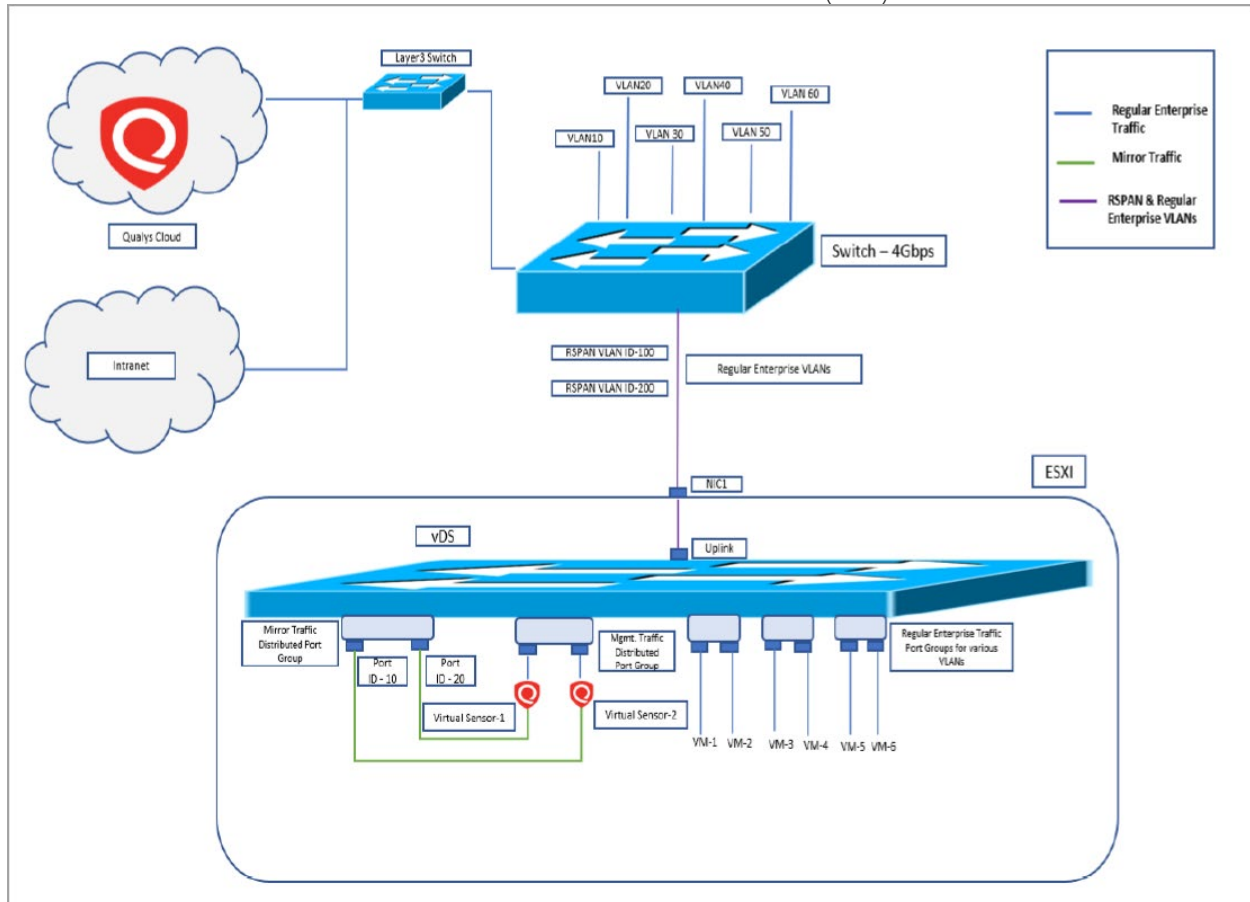 Layer3 Switch
Qualys Cloud
Intranet
VLAN10
VLAN20
VLAN 30
VLAN40
VLAN 50
VLAN 60
Switch – 4Gbps
Regular Enterprise
Traffic
Mirror Traffic
RSPAN & Regular
Enterprise VLANs
RSPAN VLAN ID-100
RSPAN VLAN ID-200
Regular Enterprise VLANs
NIC1
ESXI
vDS
Uplink
Mirror Traffic
Distributed Port
Group
Port
ID - 10
Port
ID - 20
Mgmt. Traffic
Distributed
Port Group
Regular Enterprise Traffic
Port Groups for various
VLANs
Virtual Sensor-1
Virtual Sensor-2
VM-1
VM-2
VM-3
VM-4
VM-5
VM-6